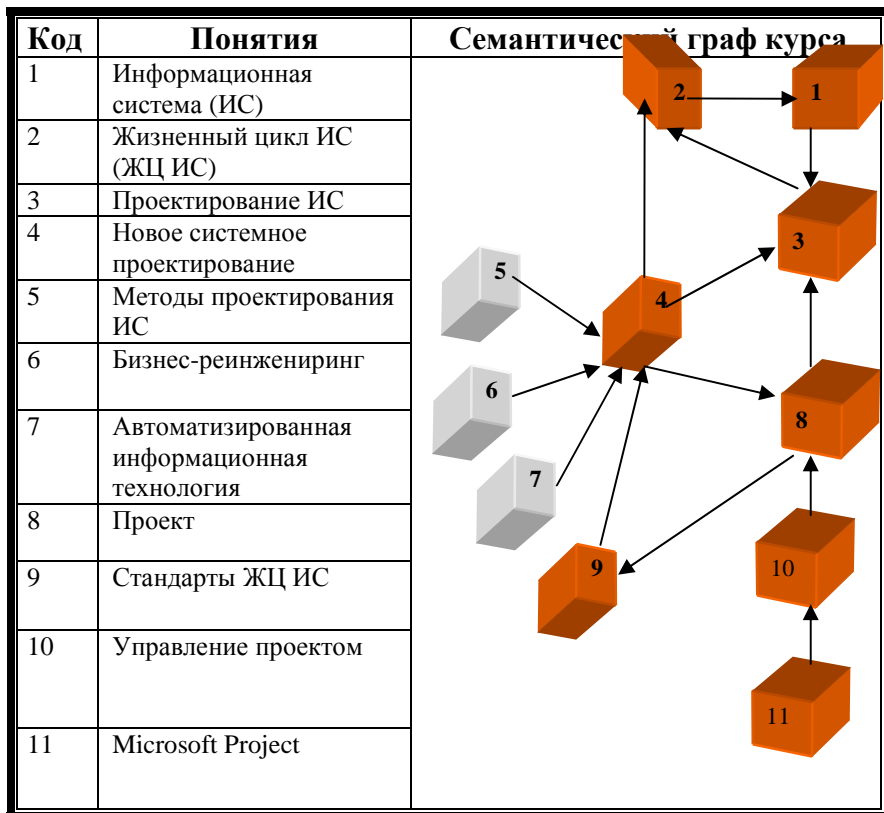 Код Понятия Семантический граф курса
1 Информационная
система (ИС)
2 Жизненный цикл ИС
(ЖЦ ИС)
3 Проектирование ИС
4 Новое системное
проектирование
5 Методы проектирования
ИС
6 Бизнес-реинжениринг
7 Автоматизированная
информационная
технология
8 Проект
9 Стандарты ЖЦ ИС
10 Управление проектом
11 Microsoft Project
2 1
3
5
4
6
8
7
9 10
11